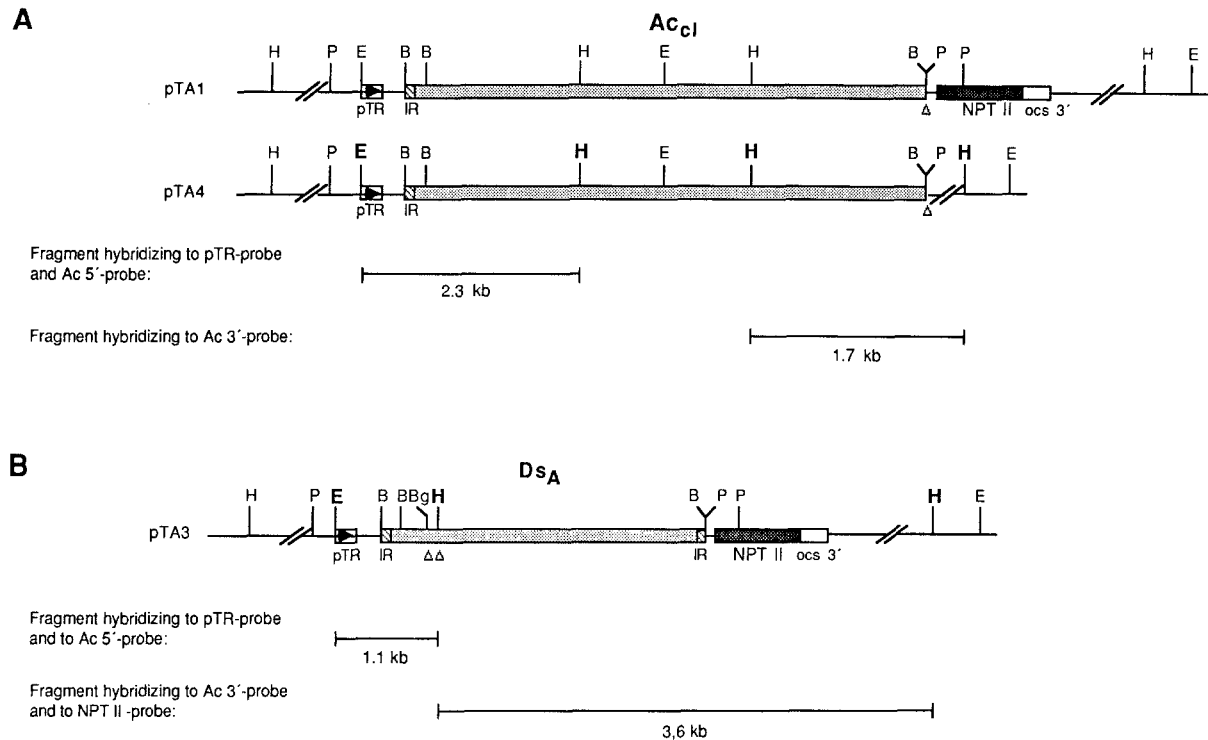 A
Ac cl
H P E B B H E H B P P H E
pTA1
pTR IR Δ NPT II ocs 3´
H P E B B H E H B P H E
pTA4
pTR IR Δ
Fragment hybridizing to pTR-probe
and Ac 5´-probe:
2.3 kb
Fragment hybridizing to Ac 3´-probe:
1.7 kb
B
Ds A
H P E B B Bg H B P P H E
pTA3
pTR IR ΔΔ IR NPT II ocs 3´
Fragment hybridizing to pTR-probe
and to Ac 5´-probe:
1.1 kb
Fragment hybridizing to Ac 3´-probe
and to NPT II -probe:
3,6 kb